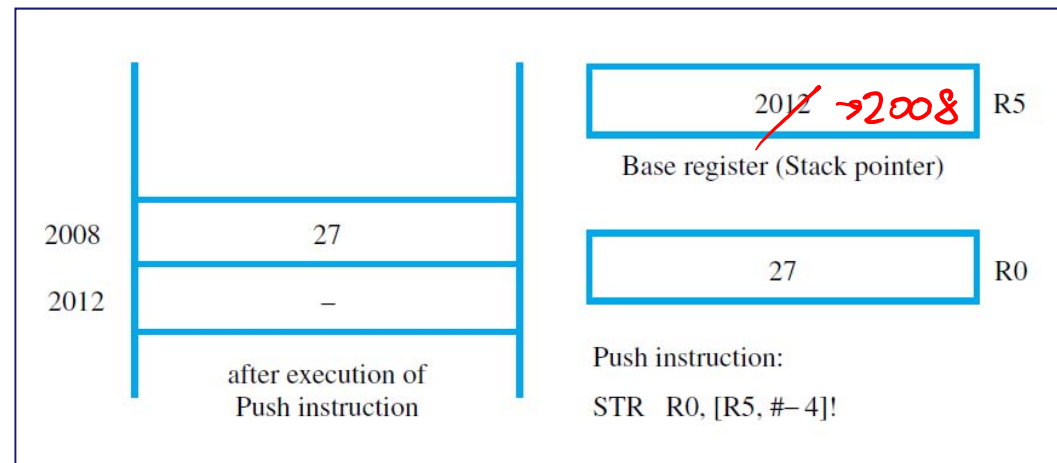 2012 →2008 R5
Base register (Stack pointer)
2008 27
27 R0
2012 –
Push instruction:
after execution of
Push instruction
STR R0, [R5, #– 4]!